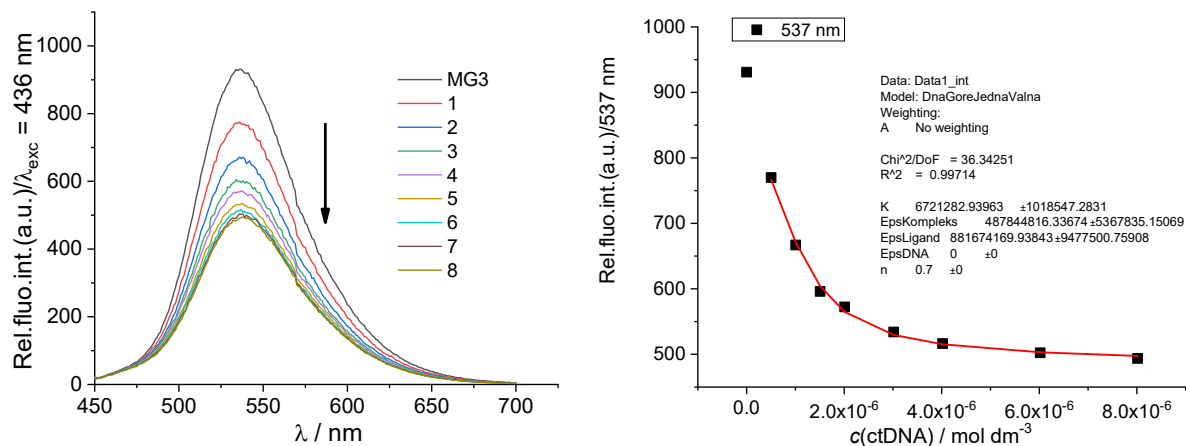 Rel.fluo.int.(a.u.)/λexc = 436 nm
1000
800
600
400
200
0
450
500
550
600
650
700
λ / nm
MG3
1
2
3
4
5
6
7
8
Rel.fluo.int.(a.u.)/537 nm
1000
900
800
700
600
500
0.0
2.0x10⁻⁶
4.0x10⁻⁶
6.0x10⁻⁶
8.0x10⁻⁶
c(ctDNA) / mol dm⁻³
537 nm
Data: Data1_int
Model: DnaGoreJednaValna
Weighting:
A No weighting
Chi^2/DoF = 36.34251
R^2 = 0.99714
K 6721282.93963 ±1018547.2831
EpsKompleks 487844816.33674 ±5367835.15069
EpsLigand 881674169.93843 ±9477500.75908
EpsDNA 0 ±0
n 0.7 ±0